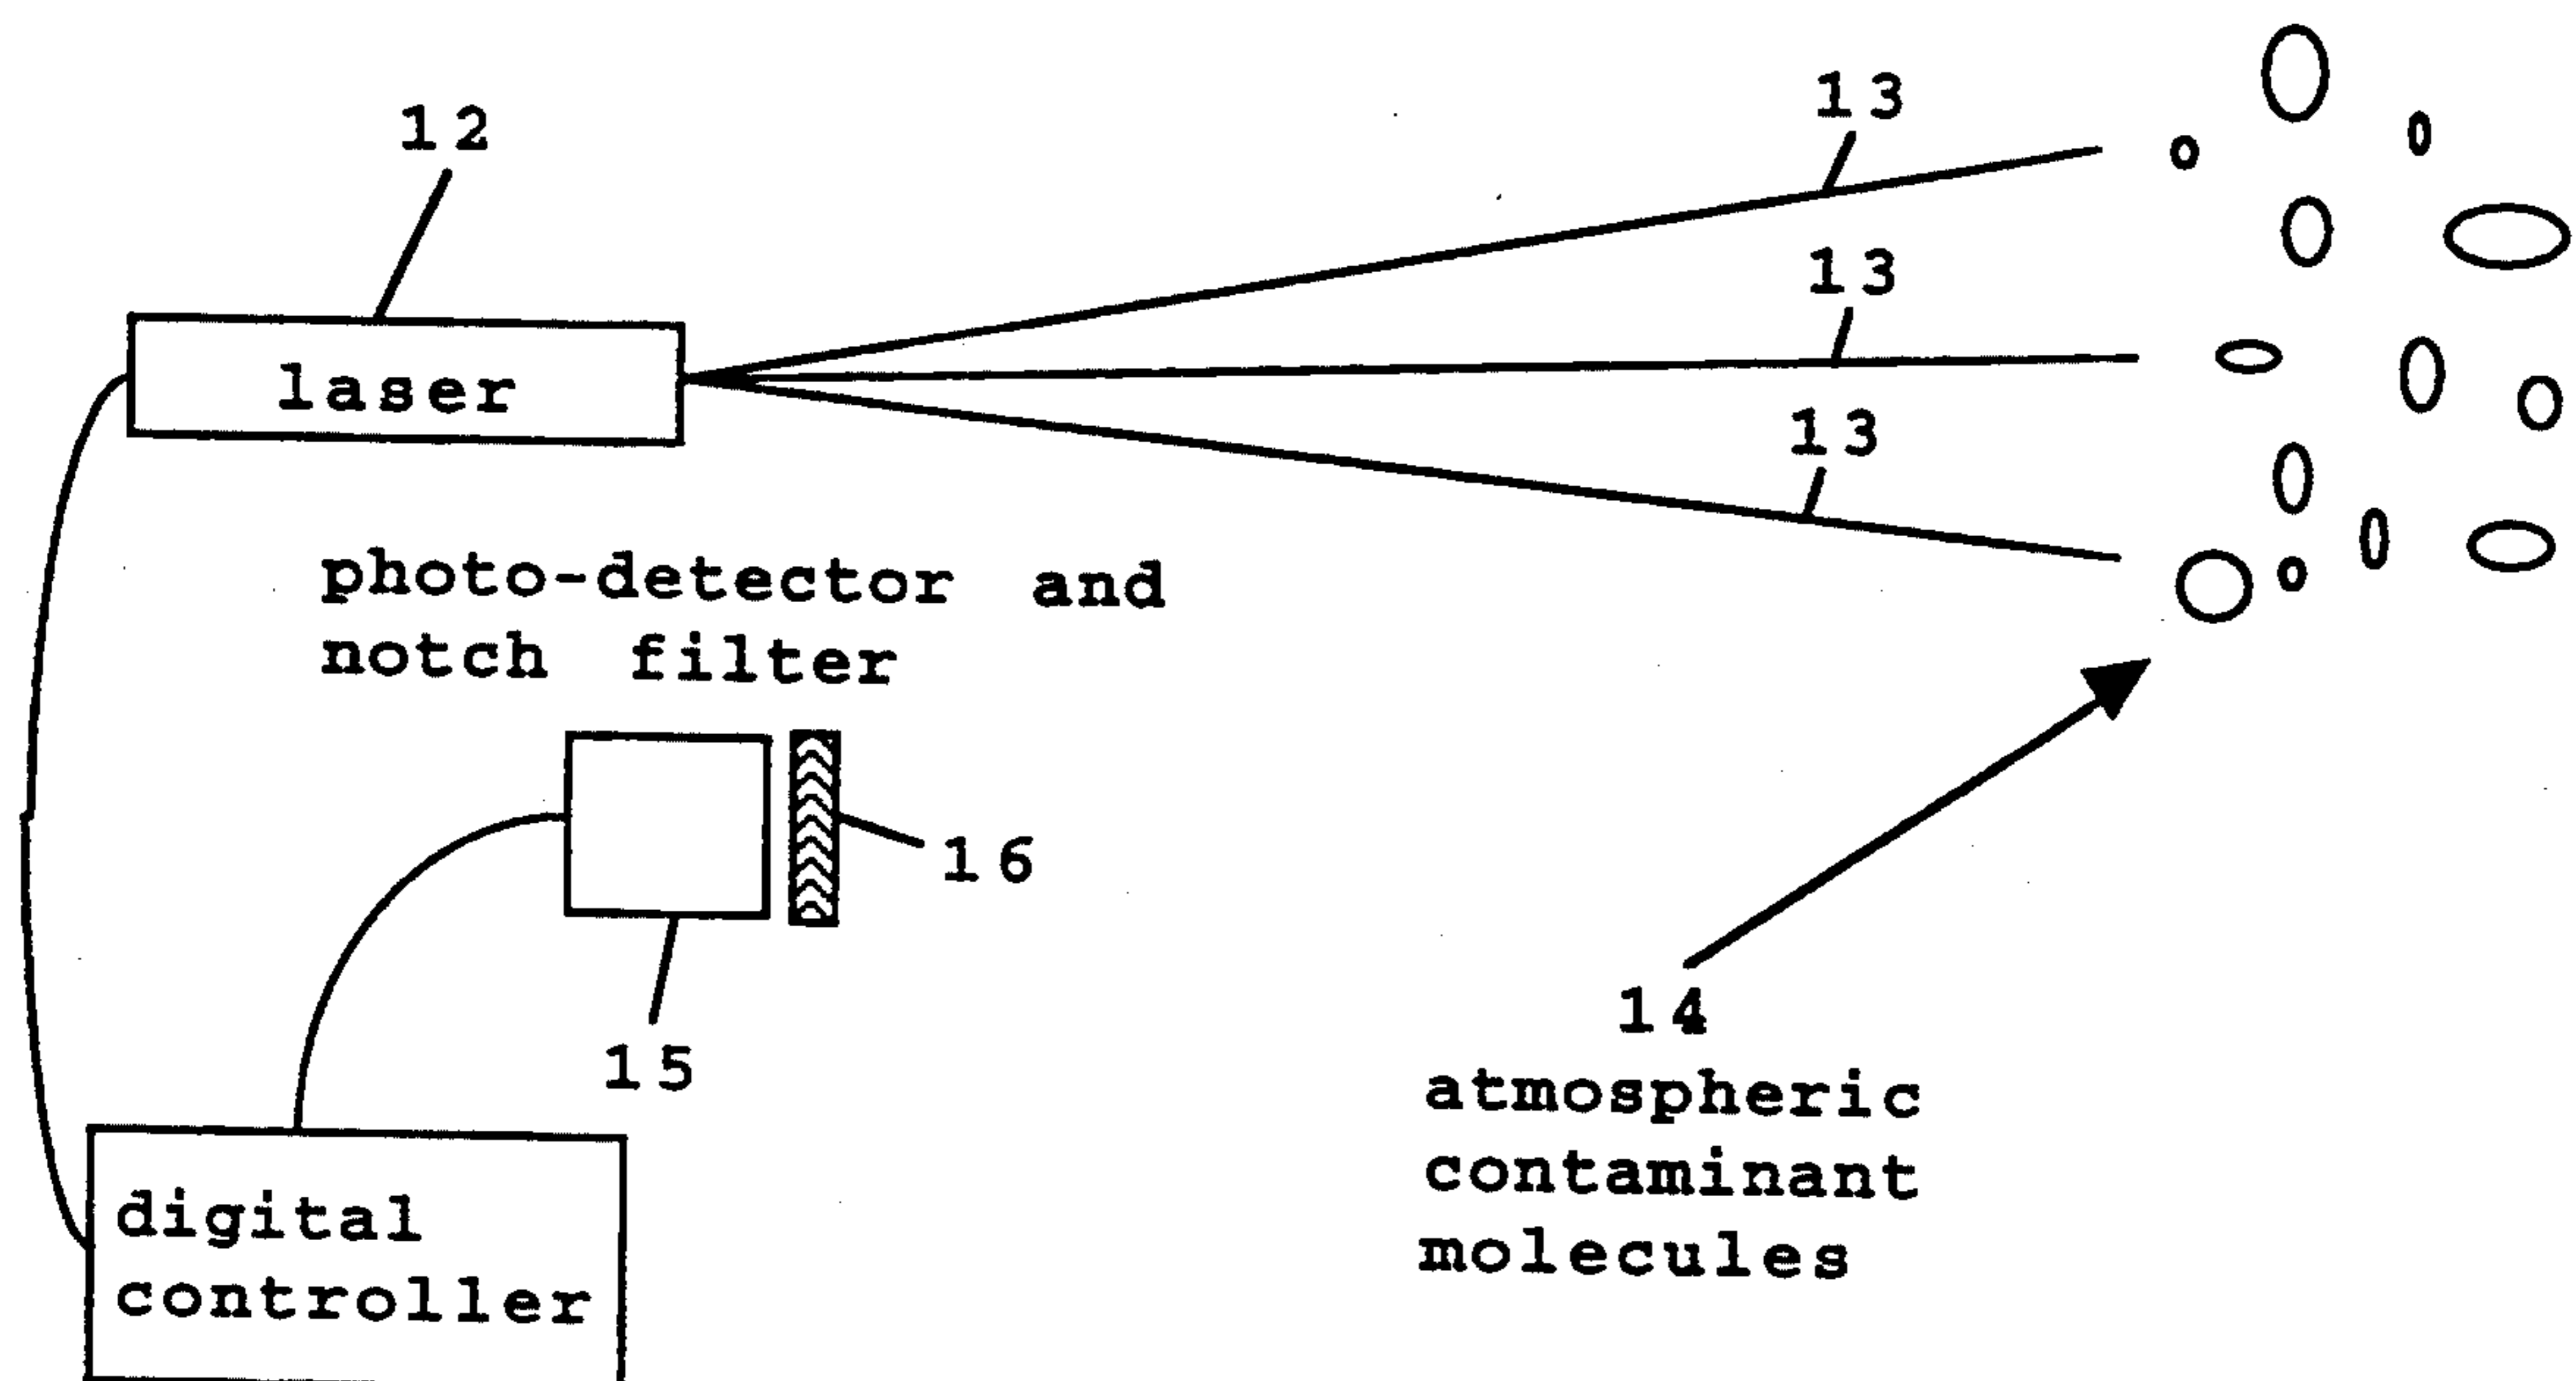 12
13
laser
13
13
photo-detector and
notch filter
16
15
14
atmospheric
contaminant
molecules
digital
controller